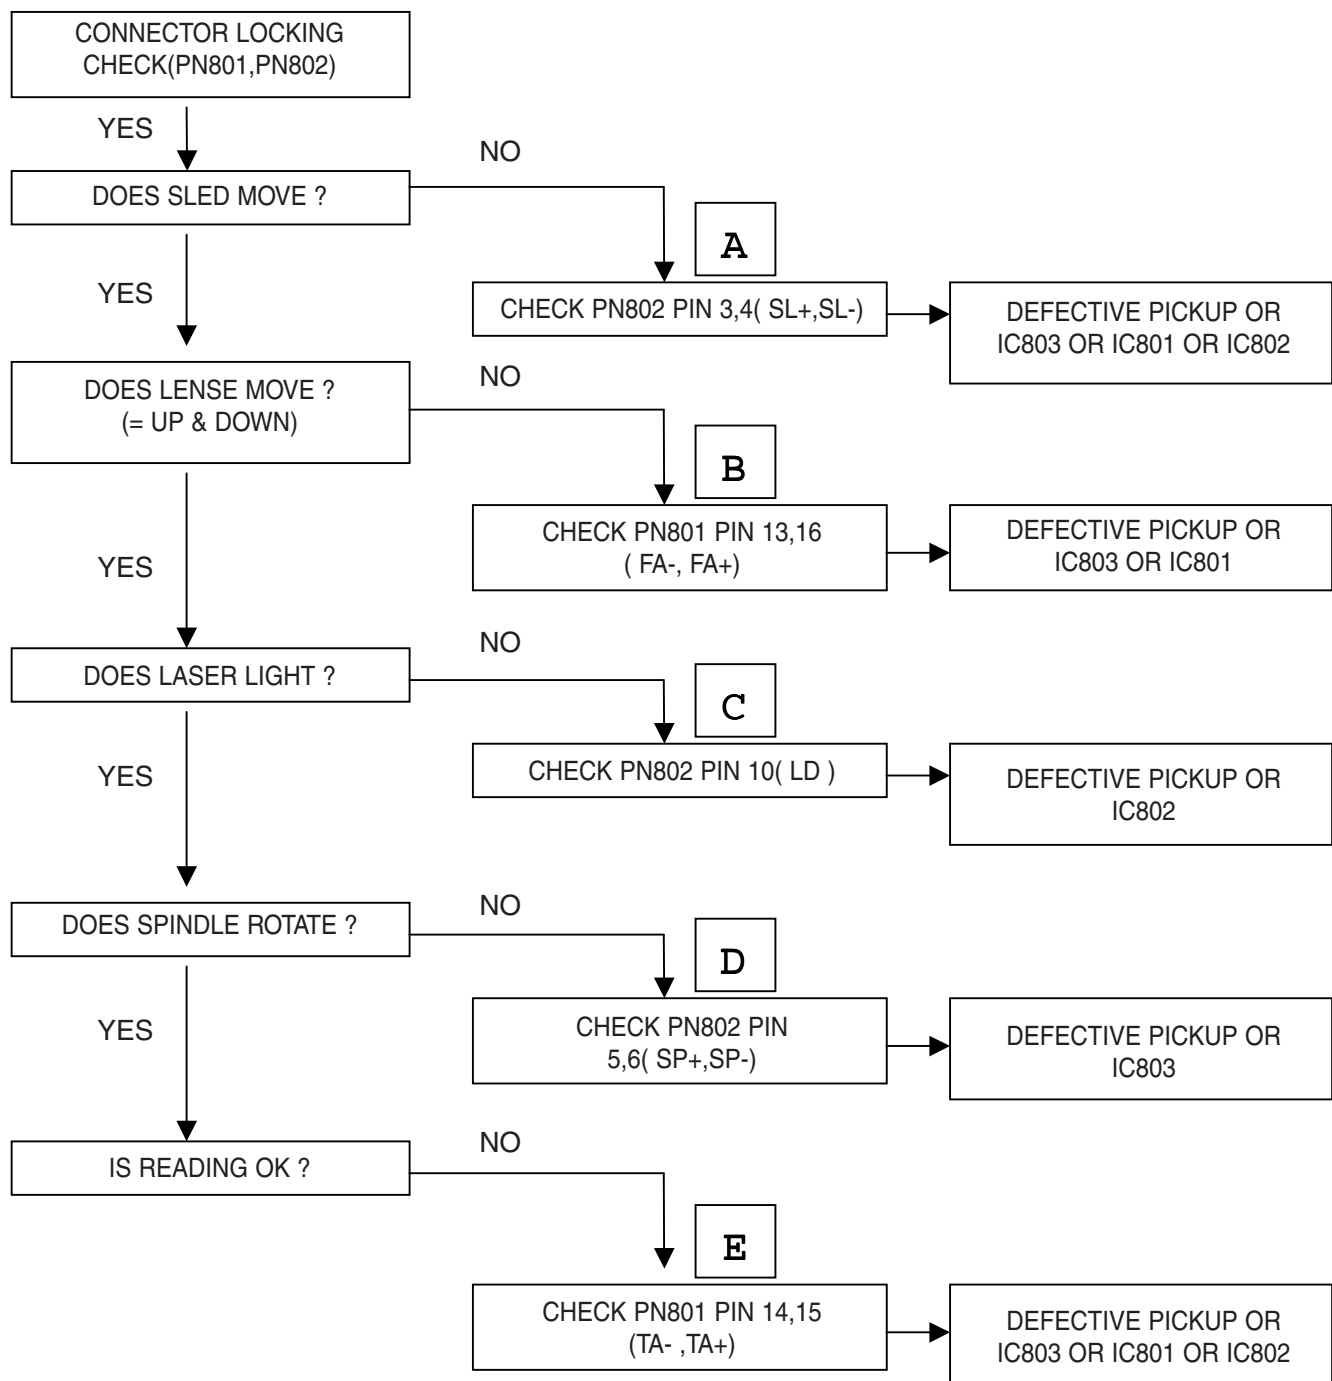 CONNECTOR LOCKING
CHECK(PN801,PN802)
YES
DOES SLED MOVE ?
NO
A
CHECK PN802 PIN 3,4( SL+,SL-)
DEFECTIVE PICKUP OR
IC803 OR IC801 OR IC802
YES
DOES LENSE MOVE ?
(= UP & DOWN)
NO
B
CHECK PN801 PIN 13,16
( FA-, FA+)
DEFECTIVE PICKUP OR
IC803 OR IC801
YES
DOES LASER LIGHT ?
NO
C
CHECK PN802 PIN 10( LD )
DEFECTIVE PICKUP OR
IC802
YES
DOES SPINDLE ROTATE ?
NO
D
CHECK PN802 PIN
5,6( SP+,SP-)
DEFECTIVE PICKUP OR
IC803
YES
IS READING OK ?
NO
E
CHECK PN801 PIN 14,15
(TA- ,TA+)
DEFECTIVE PICKUP OR
IC803 OR IC801 OR IC802